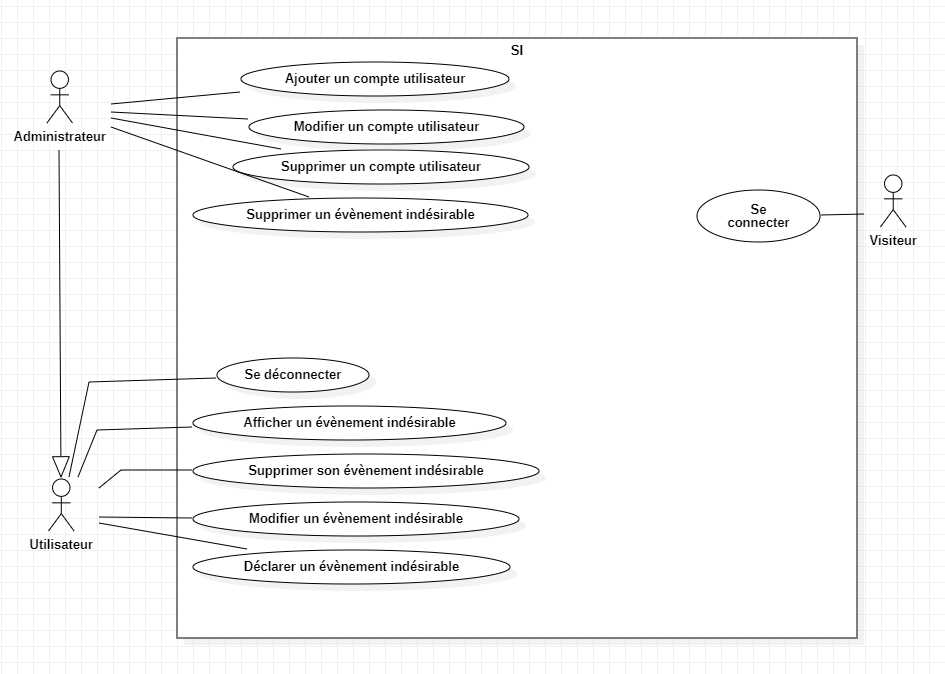 SI
Ajouter un compte utilisateur
Modifier un compte utilisateur
Administrateur
Supprimer un compte utilisateur
Supprimer un évènement indésirable
Se
connecter
Visiteur
Se déconnecter
Afficher un évènement indésirable
Supprimer son évènement indésirable
Modifier un évènement indésirable
Utilisateur
Déclarer un évènement indésirable